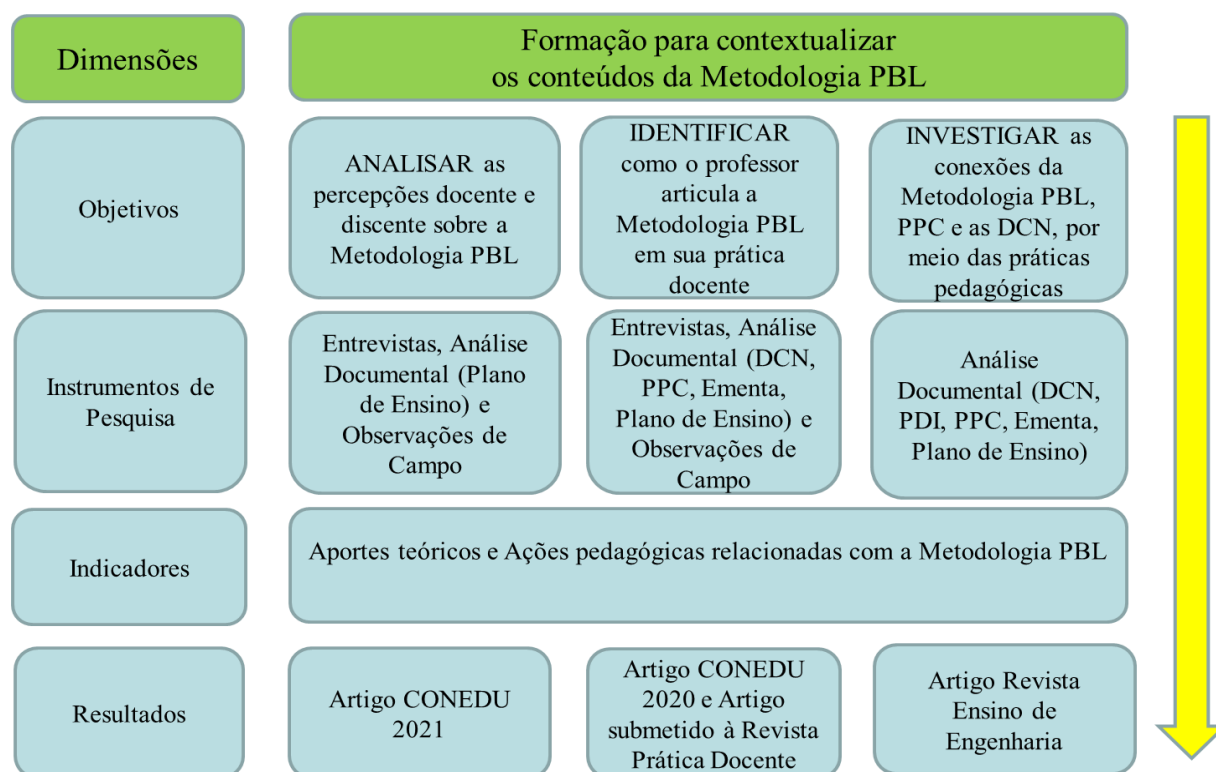 Dimensões
Formação para contextualizar
os conteúdos da Metodologia PBL
Objetivos
ANALISAR as
percepções docente e
discente sobre a
Metodologia PBL
IDENTIFICAR
como o professor
articula a
Metodologia PBL
em sua prática
docente
INVESTIGAR as
conexões da
Metodologia PBL,
PPC e as DCN, por
meio das práticas
pedagógicas
Instrumentos de
Pesquisa
Entrevistas, Análise
Documental (Plano
de Ensino) e
Observações de
Campo
Entrevistas, Análise
Documental (DCN,
PPC, Ementa,
Plano de Ensino) e
Observações de
Campo
Análise
Documental (DCN,
PDI, PPC, Ementa,
Plano de Ensino)
Indicadores
Aportes teóricos e Ações pedagógicas relacionadas com a Metodologia PBL
Resultados
Artigo CONEDU
2021
Artigo CONEDU
2020 e Artigo
submetido à Revista
Prática Docente
Artigo Revista
Ensino de
Engenharia